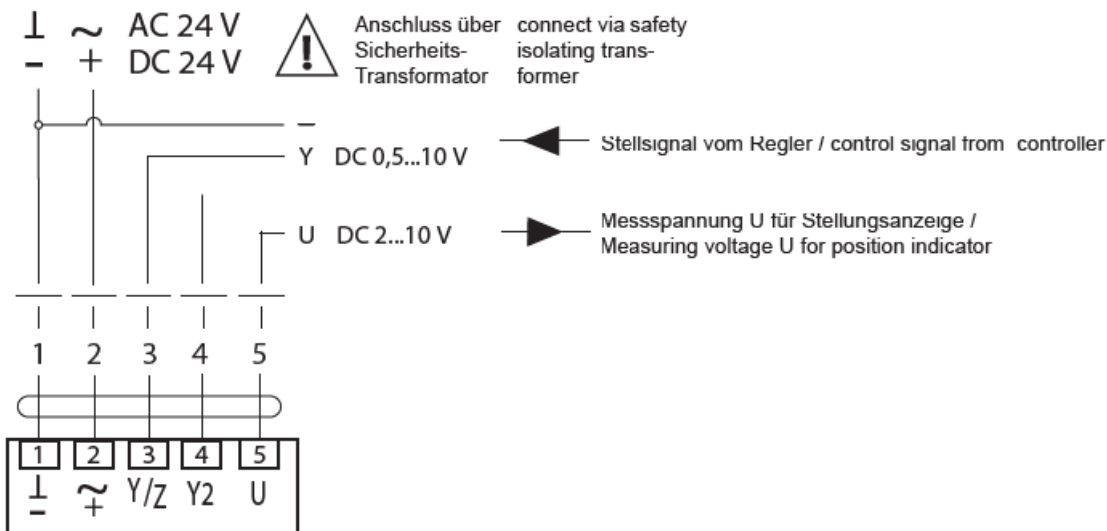 ⊥ ~ AC 24 V
– + DC 24 V
Anschluss über
Sicherheits-
Transformator
connect via safety
isolating trans-
former
–
Y DC 0,5...10 V
Stellsignal vom Regler / control signal from controller
U DC 2...10 V
Messspannung U für Stellungsanzeige /
Measuring voltage U for position indicator
1 2 3 4 5
1 2 3 4 5
⊥ ~ Y/Z Y2 U
– +